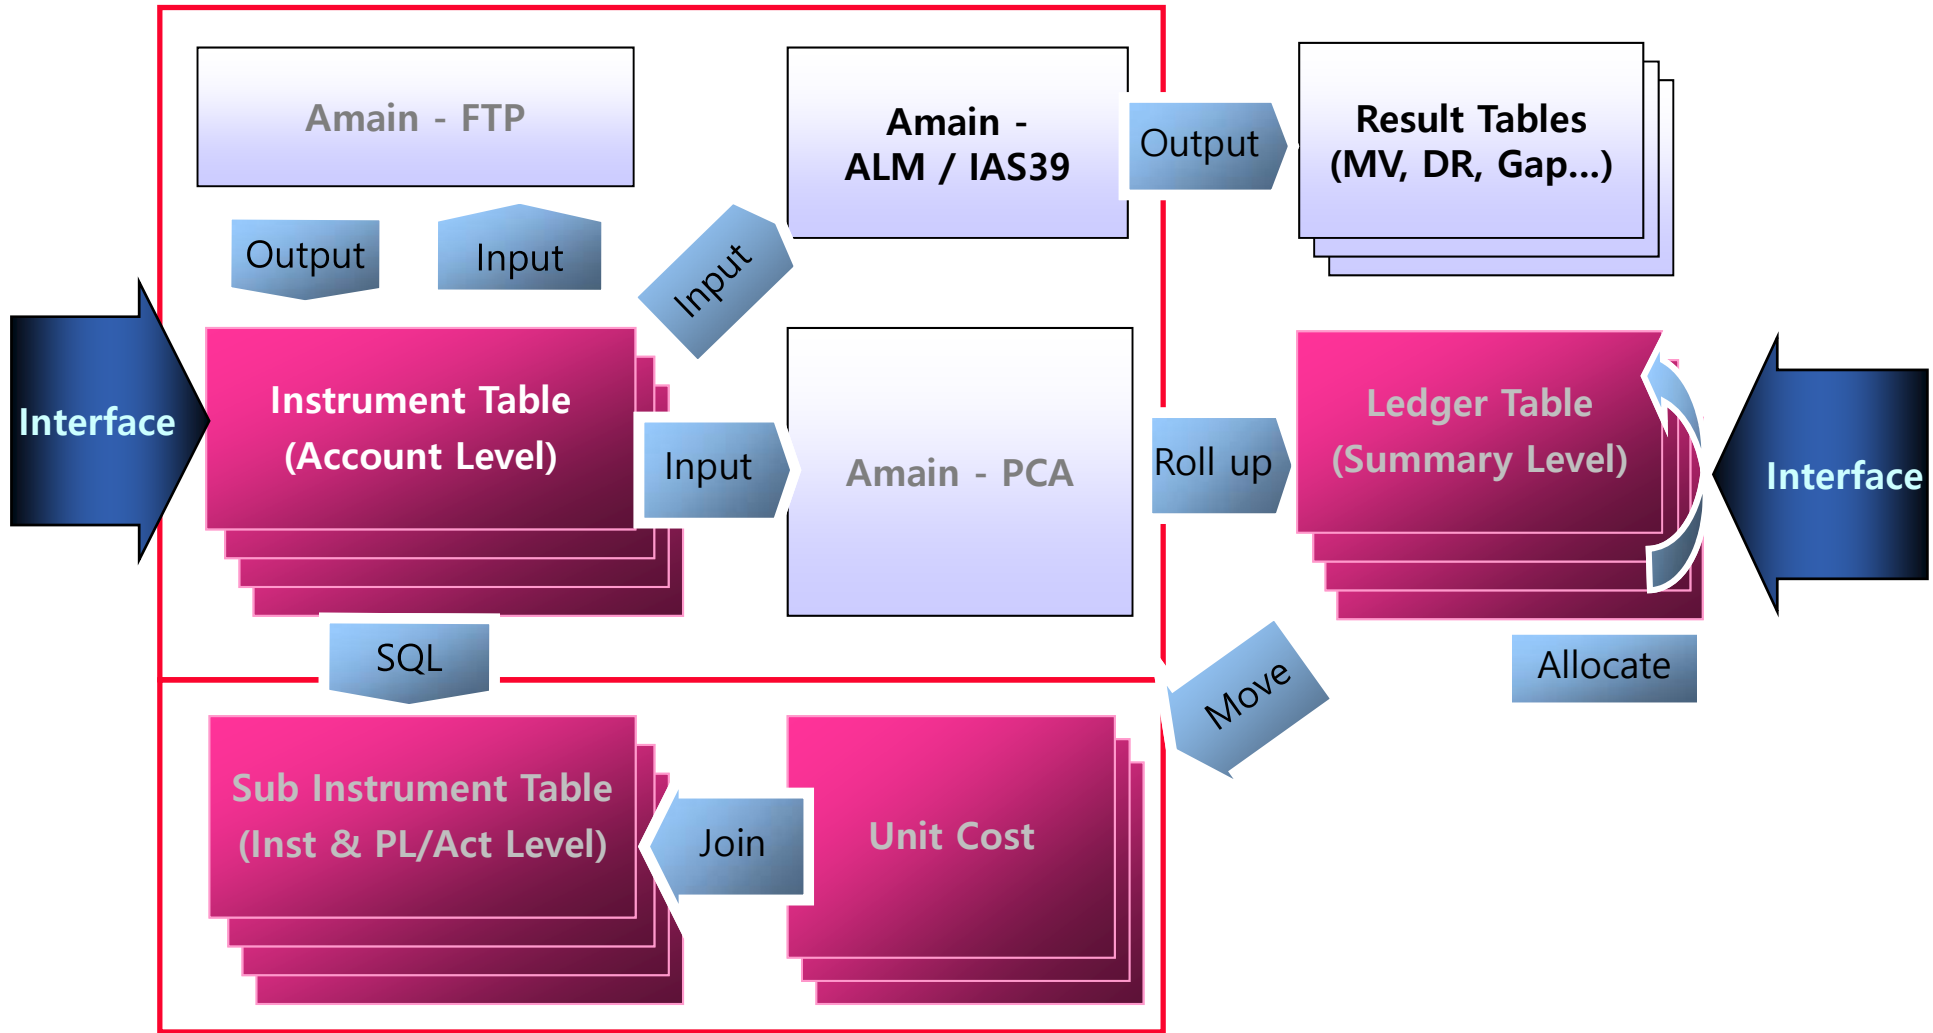 Amain - FTP
Amain -
ALM / IAS39
Output
Result Tables
(MV, DR, Gap...)
Output
Input
Input
Interface
Instrument Table
(Account Level)
Input
Amain - PCA
Roll up
Ledger Table
(Summary Level)
Interface
SQL
Move
Allocate
Sub Instrument Table
(Inst & PL/Act Level)
Join
Unit Cost